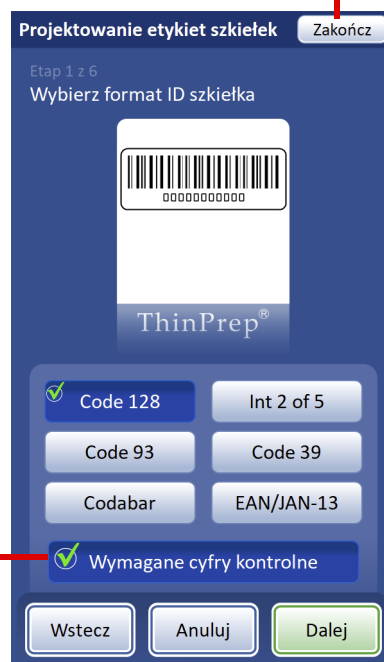 Projektowanie etykiet szkiełek Zakończ
Etap 1 z 6
Wybierz format ID szkiełka
00000000000
ThinPrep®
Code 128 Int 2 of 5
Code 93 Code 39
Codabar EAN/JAN-13
Wymagane cyfry kontrolne
Wstecz Anuluj Dalej